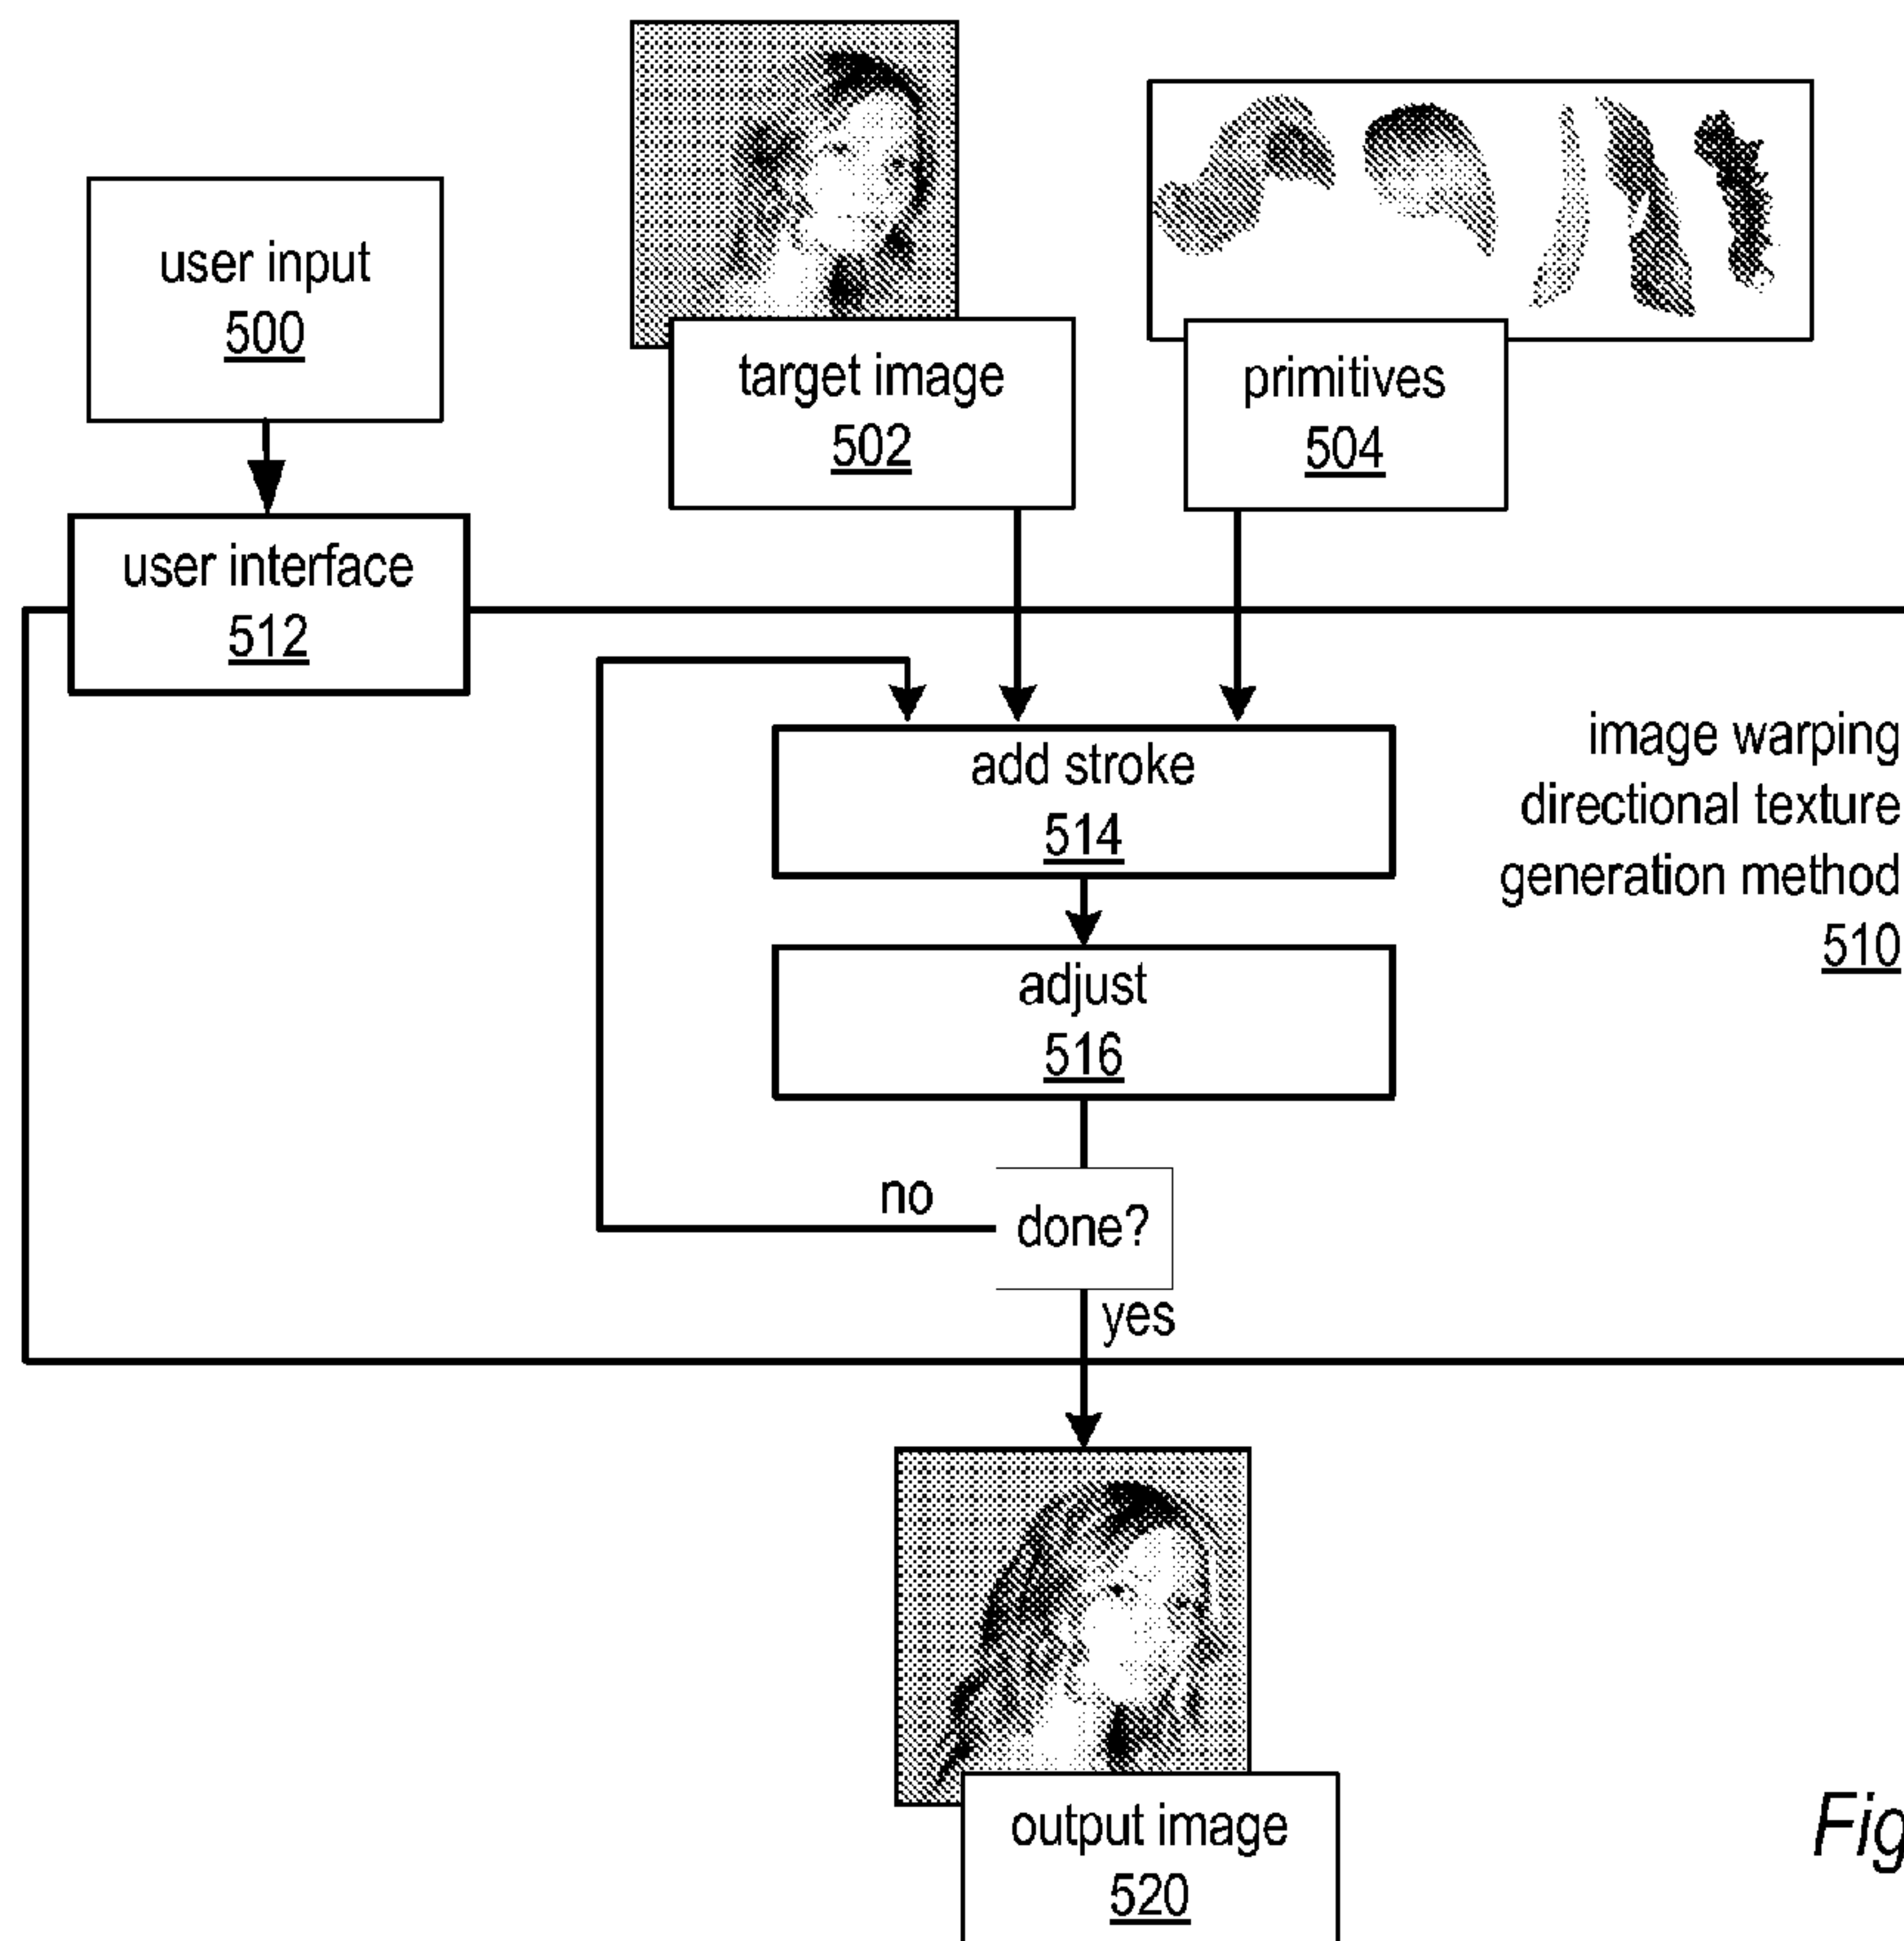 user input
500
target image
502
primitives
504
user interface
512
add stroke
514
image warping
directional texture
generation method
510
adjust
516
no
done?
yes
output image
520
Fig